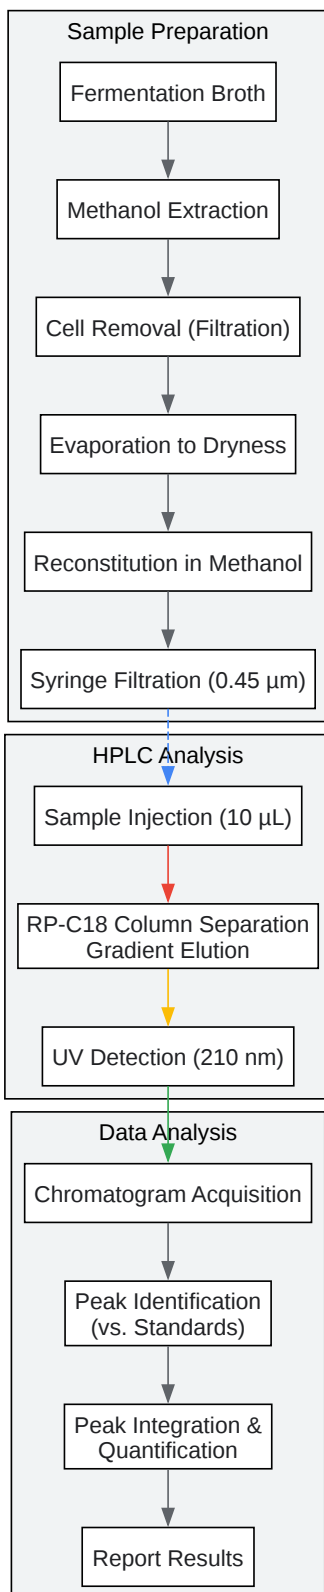 Sample Preparation
Fermentation Broth
Methanol Extraction
Cell Removal (Filtration)
Evaporation to Dryness
Reconstitution in Methanol
Syringe Filtration (0.45 µm)
HPLC Analysis
Sample Injection (10 µL)
RP-C18 Column Separation
Gradient Elution
UV Detection (210 nm)
Data Analysis
Chromatogram Acquisition
Peak Identification
(vs. Standards)
Peak Integration &
Quantification
Report Results